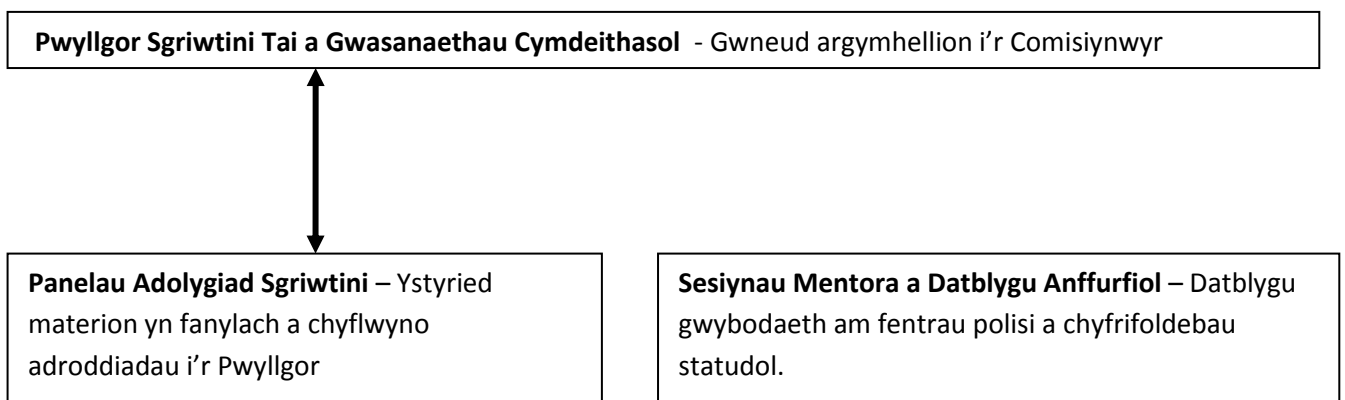 Pwyllgor Sgriwtini Tai a Gwasanaethau Cymdeithasol - Gwneud argymhellion i’r Comisiynwyr
Panelau Adolygiad Sgriwtini – Ystyried
materion yn fanylach a chyflwyno
adroddiadau i’r Pwyllgor
Sesiynau Mentora a Datblygu Anffurfiol – Datblygu
gwybodaeth am fentrau polisi a chyfrifoldebau
statudol.